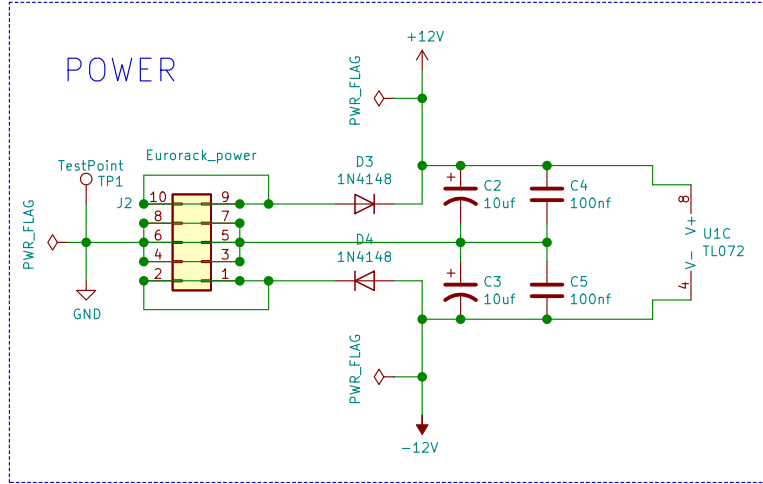 POWER
+12V
PWR_FLAG
TestPoint
TP1
Eurorack_power
D3
1N4148
J2
10 9
8 7
6 5
4 3
2 1
PWR_FLAG
GND
D4
1N4148
+
C2
10uf
C4
100nf
+
C3
10uf
C5
100nf
8
V+
U1C
TL072
V-
4
PWR_FLAG
-12V